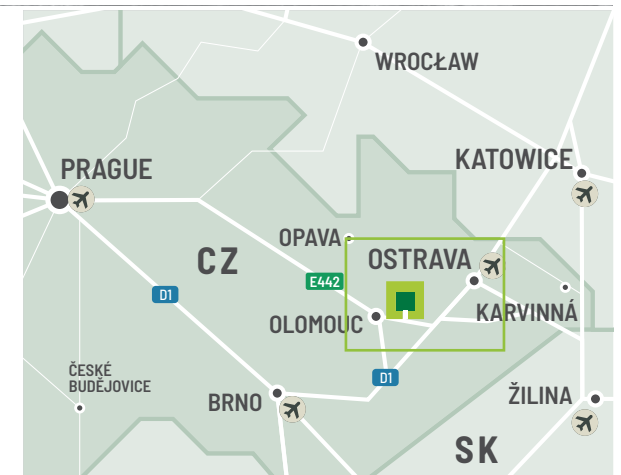 WROCŁAW
PRAGUE
KATOWICE
OPAVA
CZ
OSTRAVA
E442
D1
KARVINNÁ
OLOMOUC
ČESKÉ
BUDĚJOVICE
D1
BRNO
ŽILINA
SK